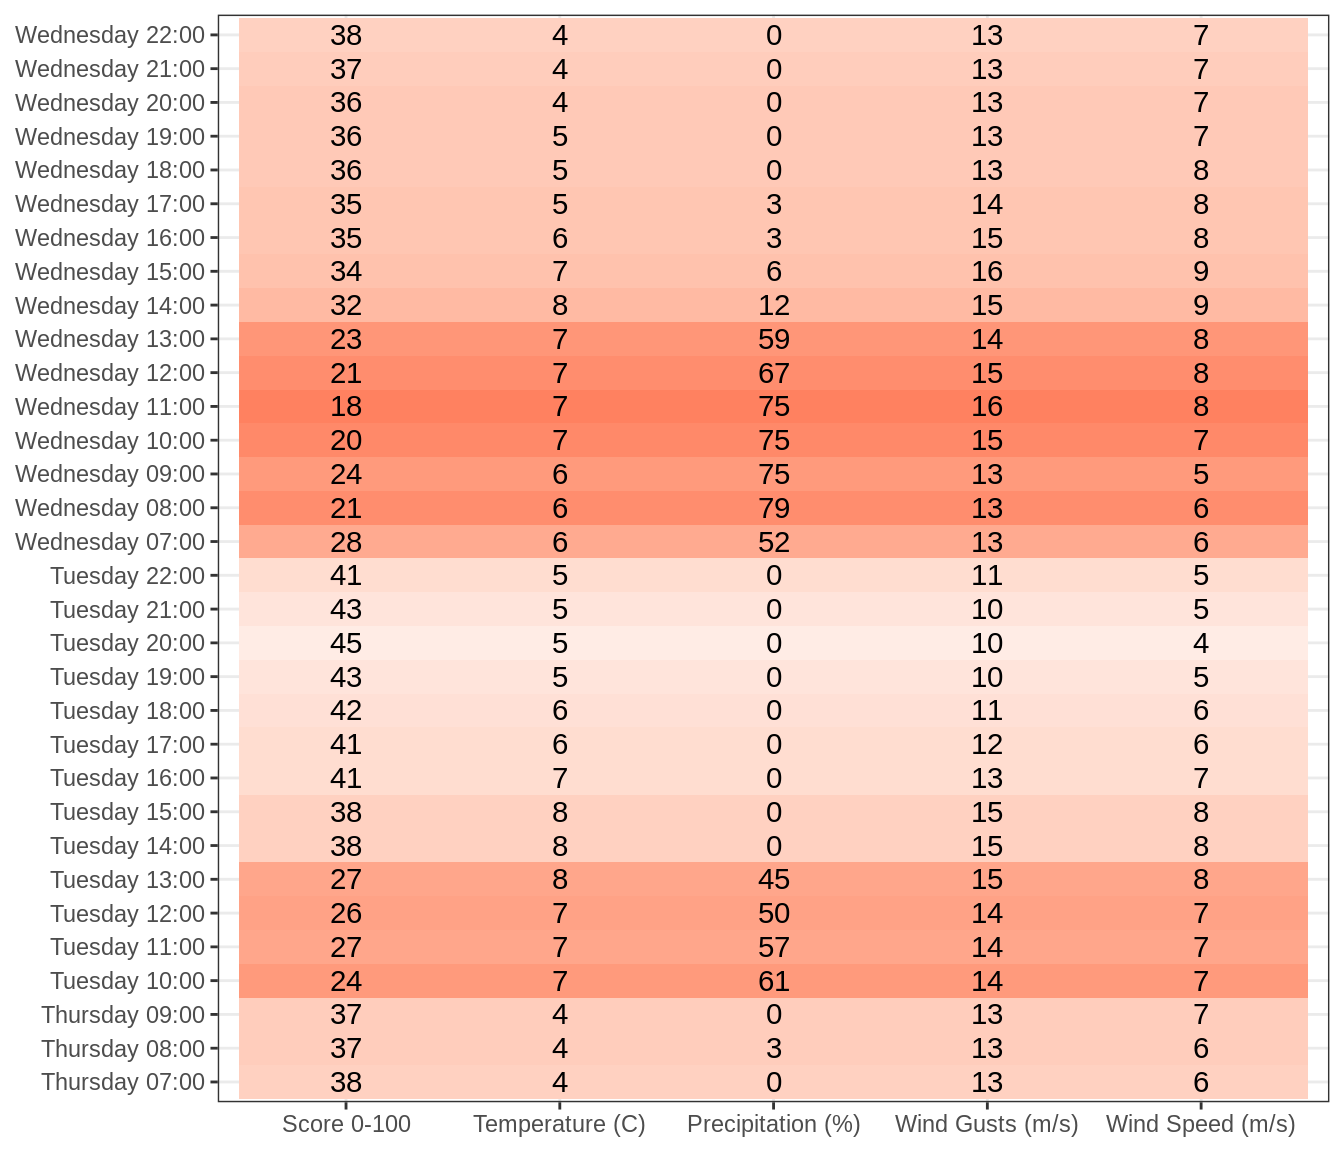 Wednesday 22:00 38 4 0 13 7
Wednesday 21:00 37 4 0 13 7
Wednesday 20:00 36 4 0 13 7
Wednesday 19:00 36 5 0 13 7
Wednesday 18:00 36 5 0 13 8
Wednesday 17:00 35 5 3 14 8
Wednesday 16:00 35 6 3 15 8
Wednesday 15:00 34 7 6 16 9
Wednesday 14:00 32 8 12 15 9
Wednesday 13:00 23 7 59 14 8
Wednesday 12:00 21 7 67 15 8
Wednesday 11:00 18 7 75 16 8
Wednesday 10:00 20 7 75 15 7
Wednesday 09:00 24 6 75 13 5
Wednesday 08:00 21 6 79 13 6
Wednesday 07:00 28 6 52 13 6
Tuesday 22:00 41 5 0 11 5
Tuesday 21:00 43 5 0 10 5
Tuesday 20:00 45 5 0 10 4
Tuesday 19:00 43 5 0 10 5
Tuesday 18:00 42 6 0 11 6
Tuesday 17:00 41 6 0 12 6
Tuesday 16:00 41 7 0 13 7
Tuesday 15:00 38 8 0 15 8
Tuesday 14:00 38 8 0 15 8
Tuesday 13:00 27 8 45 15 8
Tuesday 12:00 26 7 50 14 7
Tuesday 11:00 27 7 57 14 7
Tuesday 10:00 24 7 61 14 7
Thursday 09:00 37 4 0 13 7
Thursday 08:00 37 4 3 13 6
Thursday 07:00 38 4 0 13 6
Score 0-100 Temperature (C) Precipitation (%) Wind Gusts (m/s) Wind Speed (m/s)